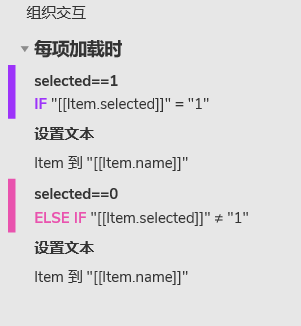 组织交互
每项加载时
selected==1
IF "[[Item.selected]]" = "1"
设置文本
Item 到 "[[Item.name]]"
selected==0
ELSE IF "[[Item.selected]]" ≠ "1"
设置文本
Item 到 "[[Item.name]]"